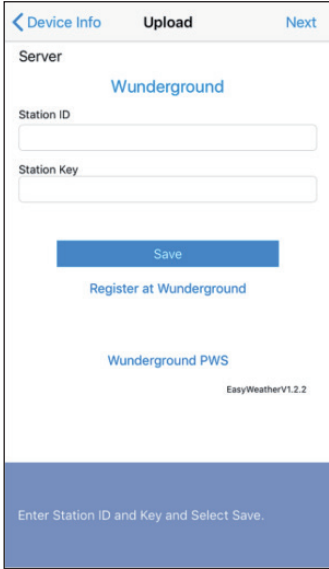 Device Info Upload Next
Server
Wunderground
Station ID
Station Key
Save
Register at Wunderground
Wunderground PWS
EasyWeatherV1.2.2
Enter Station ID and Key and Select Save.